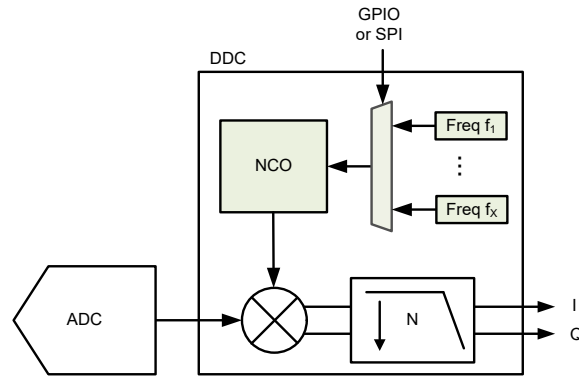 GPIO
or SPI
DDC
Freq f1
NCO
⋮
Freq fX
ADC
N
I
Q